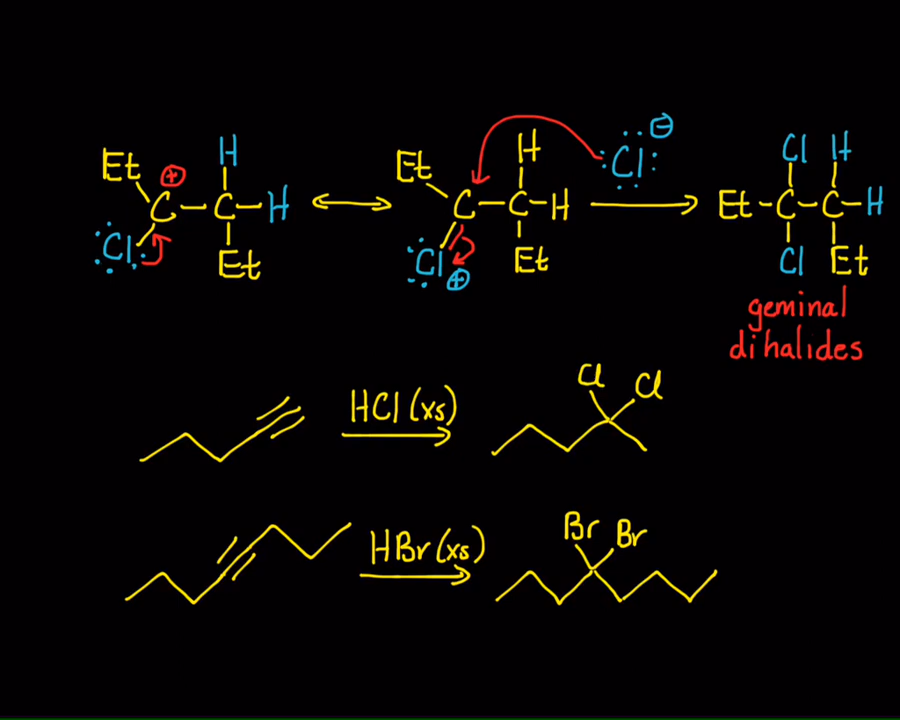 Et ⊕ H
C – C – H
:Cl: Et
Et H
C – C – H
:Cl ⊕ Et
:Cl: ⊖
Cl H
Et - C - C - H
Cl Et
geminal
dihalides
HCl (xs)
Cl Cl
HBr (xs)
Br Br